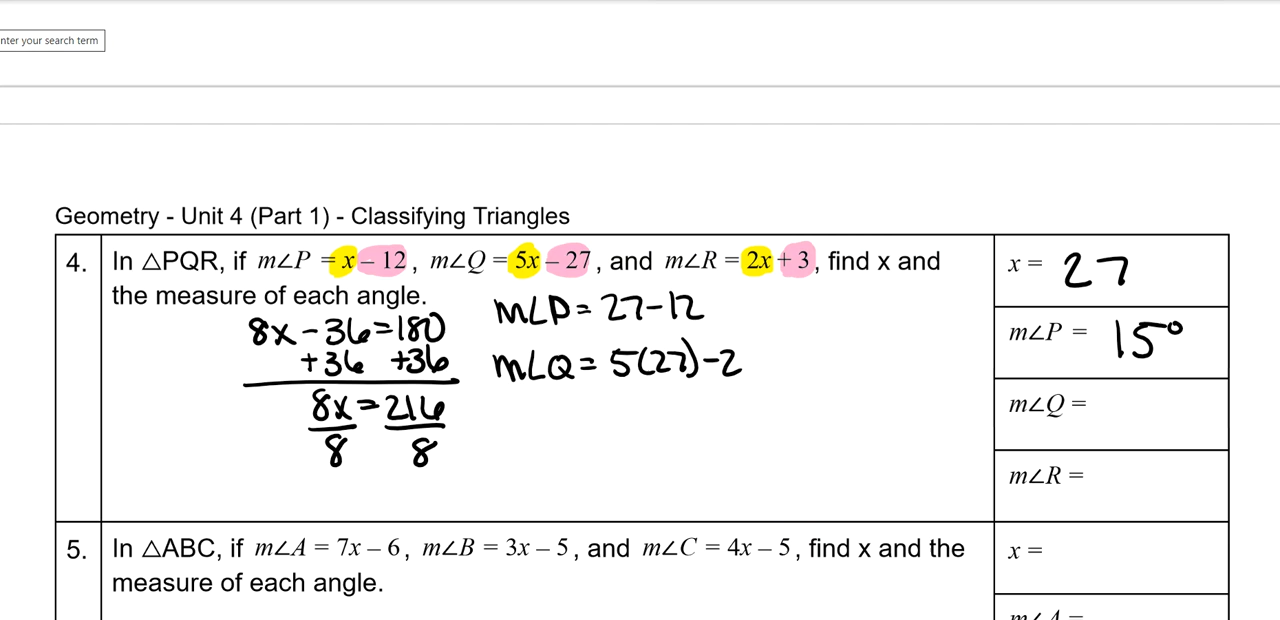 nter your search term
Geometry - Unit 4 (Part 1) - Classifying Triangles
4. In △PQR, if m∠P = x – 12, m∠Q = 5x – 27, and m∠R = 2x + 3, find x and
the measure of each angle.
8x - 36 = 180
+36 +36
8x = 216
8 8
m∠P = 27 - 12
m∠Q = 5(27) - 2
x = 27
m∠P = 15°
m∠Q =
m∠R =
5. In △ABC, if m∠A = 7x – 6, m∠B = 3x – 5, and m∠C = 4x – 5, find x and the
measure of each angle.
x =
m∠A =